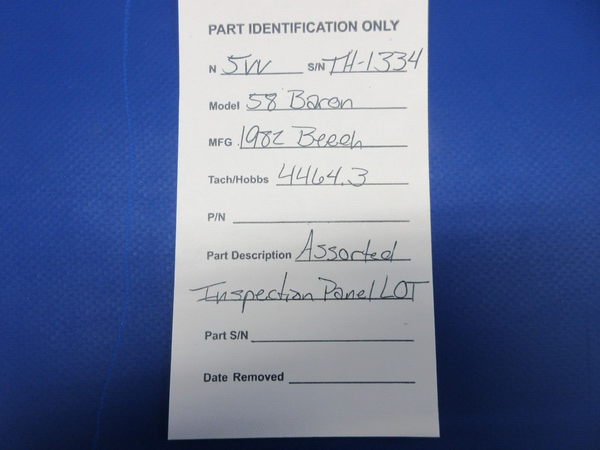 PART IDENTIFICATION ONLY
N 5W S/N TH-1334
Model 58 Baron
MFG 1982 Beech
Tach/Hobbs 4464.3
P/N
Part Description Assorted
Inspection Panel LOT
Part S/N
Date Removed